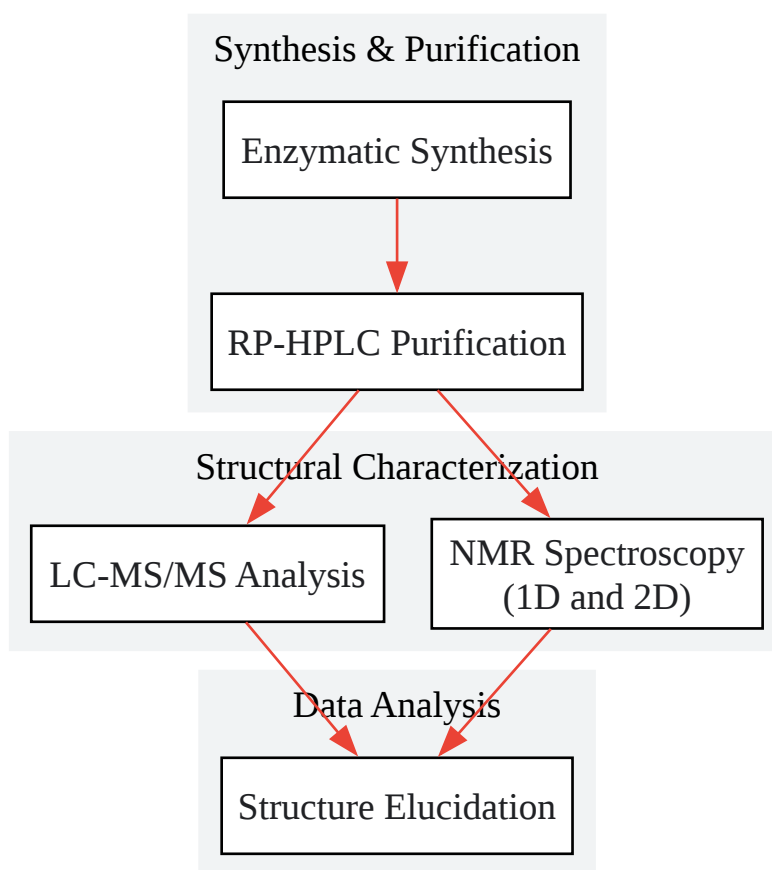 Synthesis & Purification
Enzymatic Synthesis
RP-HPLC Purification
Structural Characterization
LC-MS/MS Analysis
NMR Spectroscopy
(1D and 2D)
Data Analysis
Structure Elucidation